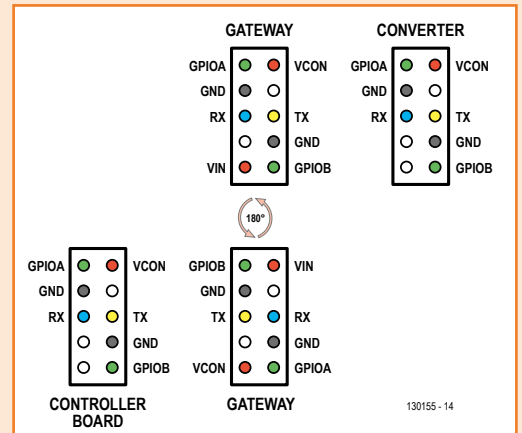 GATEWAY CONVERTER
GPIOA VCON GPIOA VCON
GND GND
RX TX RX TX
GND GND
VIN GPIOB GPIOB
180°
GPIOA VCON GPIOB VIN
GND GND
RX TX TX RX
GND GND
GPIOB VCON GPIOA
CONTROLLER GATEWAY 130155 - 14
BOARD